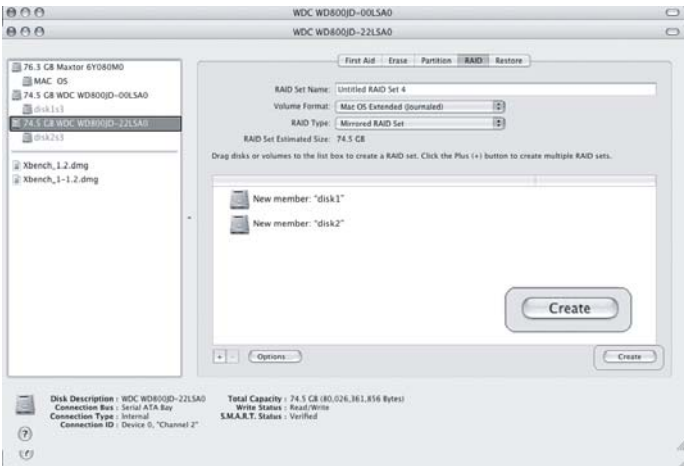 WDC WD800JD-00LSA0
WDC WD800JD-22LSA0
76.3 GB Maxtor 6Y080M0
MAC OS
74.5 GB WDC WD800JD-00LSA0
disk1s3
74.5 GB WDC WD800JD-22LSA0
disk2s3
Xbench_1.2.dmg
Xbench_1-1.2.dmg
First Aid Erase Partition RAID Restore
RAID Set Name: Untitled RAID Set 4
Volume Format: Mac OS Extended (Journaled)
RAID Type: Mirrored RAID Set
RAID Set Estimated Size: 74.5 GB
Drag disks or volumes to the list box to create a RAID set. Click the Plus (+) button to create multiple RAID sets.
New member: "disk1"
New member: "disk2"
Create
+ - Options... Create
Disk Description : WDC WD800JD-22LSA0 Total Capacity : 74.5 GB (80,026,361,856 Bytes)
Connection Bus : Serial ATA Bay Write Status : Read/Write
Connection Type : Internal S.M.A.R.T. Status : Verified
Connection ID : Device 0, "Channel 2"
?